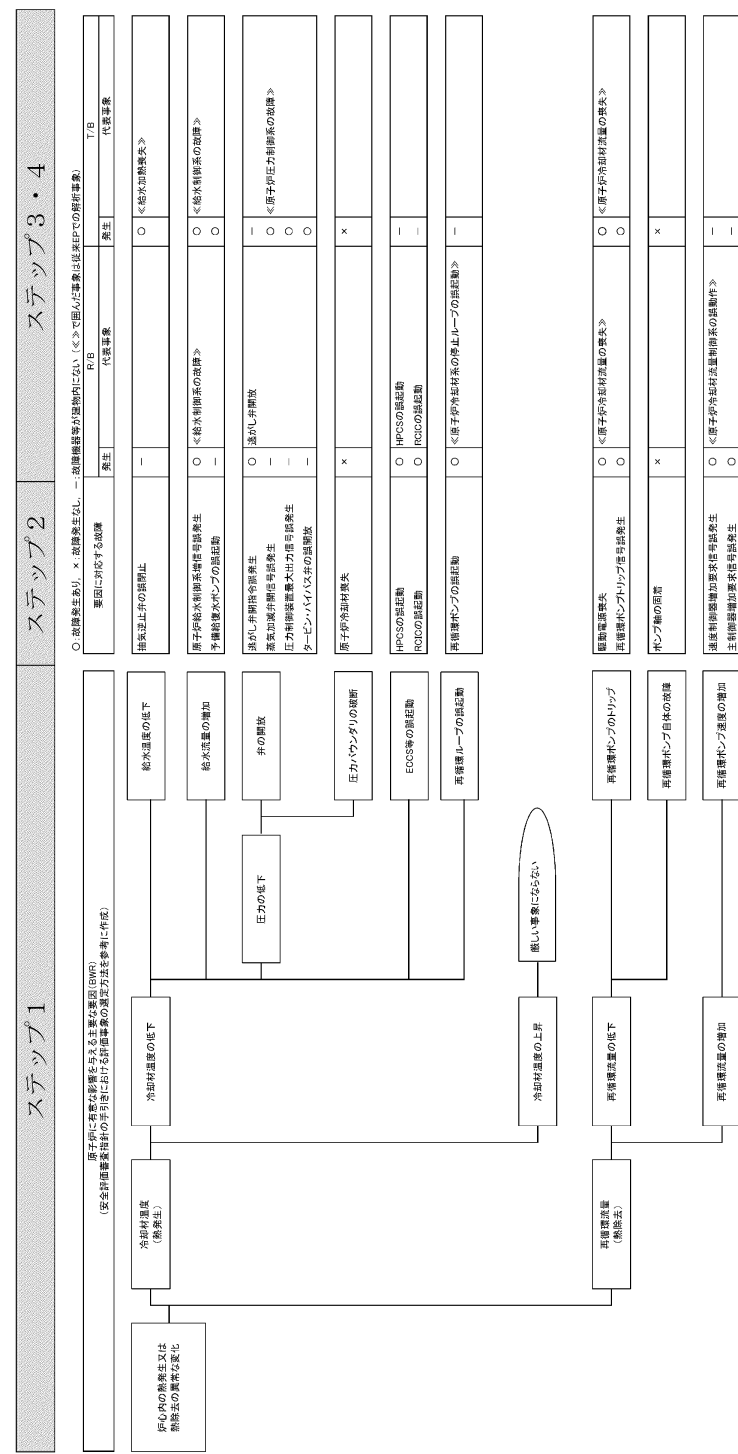 ステップ1
ステップ2
ステップ3・4
原子炉に有意な影響を与える主要な要因(BWR)
(安全評価審査指針の手引きにおける評価事象の選定方法を参考に作成)
○:故障発生あり，×:故障発生なし，－:故障機器等が建物内にない（≪≫で囲んだ事象は従来EPでの解析事象）
要因に対応する故障
R/B
T/B
発生
代表事象
発生
代表事象
炉心内の熱発生又は
熱除去の異常な変化
冷却材温度
(熱発生)
冷却材温度の低下
給水温度の低下
抽気逆止弁の誤閉止
－
○
≪給水加熱喪失≫
給水流量の増加
原子炉給水制御系増信号誤発生
○
≪給水制御系の故障≫
○
≪給水制御系の故障≫
予備給復水ポンプの誤起動
－
○
圧力の低下
弁の開放
逃がし弁開指令誤発生
○
逃がし弁開放
－
蒸気加減弁開信号誤発生
－
○
≪原子炉圧力制御系の故障≫
圧力制御装置最大出力信号誤発生
－
○
タービン・バイパス弁の誤開放
－
○
圧力バウンダリの破断
原子炉冷却材喪失
×
×
ECCS等の誤起動
HPCSの誤起動
○
HPCSの誤起動
－
RCICの誤起動
○
RCICの誤起動
－
再循環ループの誤起動
再循環ポンプの誤起動
○
≪原子炉冷却材系の停止ループの誤起動≫
－
冷却材温度の上昇
厳しい事象にならない
再循環流量
(熱除去)
再循環流量の低下
再循環ポンプのトリップ
駆動電源喪失
○
≪原子炉冷却材流量の喪失≫
○
≪原子炉冷却材流量の喪失≫
再循環ポンプトリップ信号誤発生
○
○
再循環ポンプ自体の故障
ポンプ軸の固着
×
×
再循環流量の増加
再循環ポンプ速度の増加
速度制御器増加要求信号誤発生
○
≪原子炉冷却材流量制御系の誤動作≫
－
主制御器増加要求信号誤発生
○
－